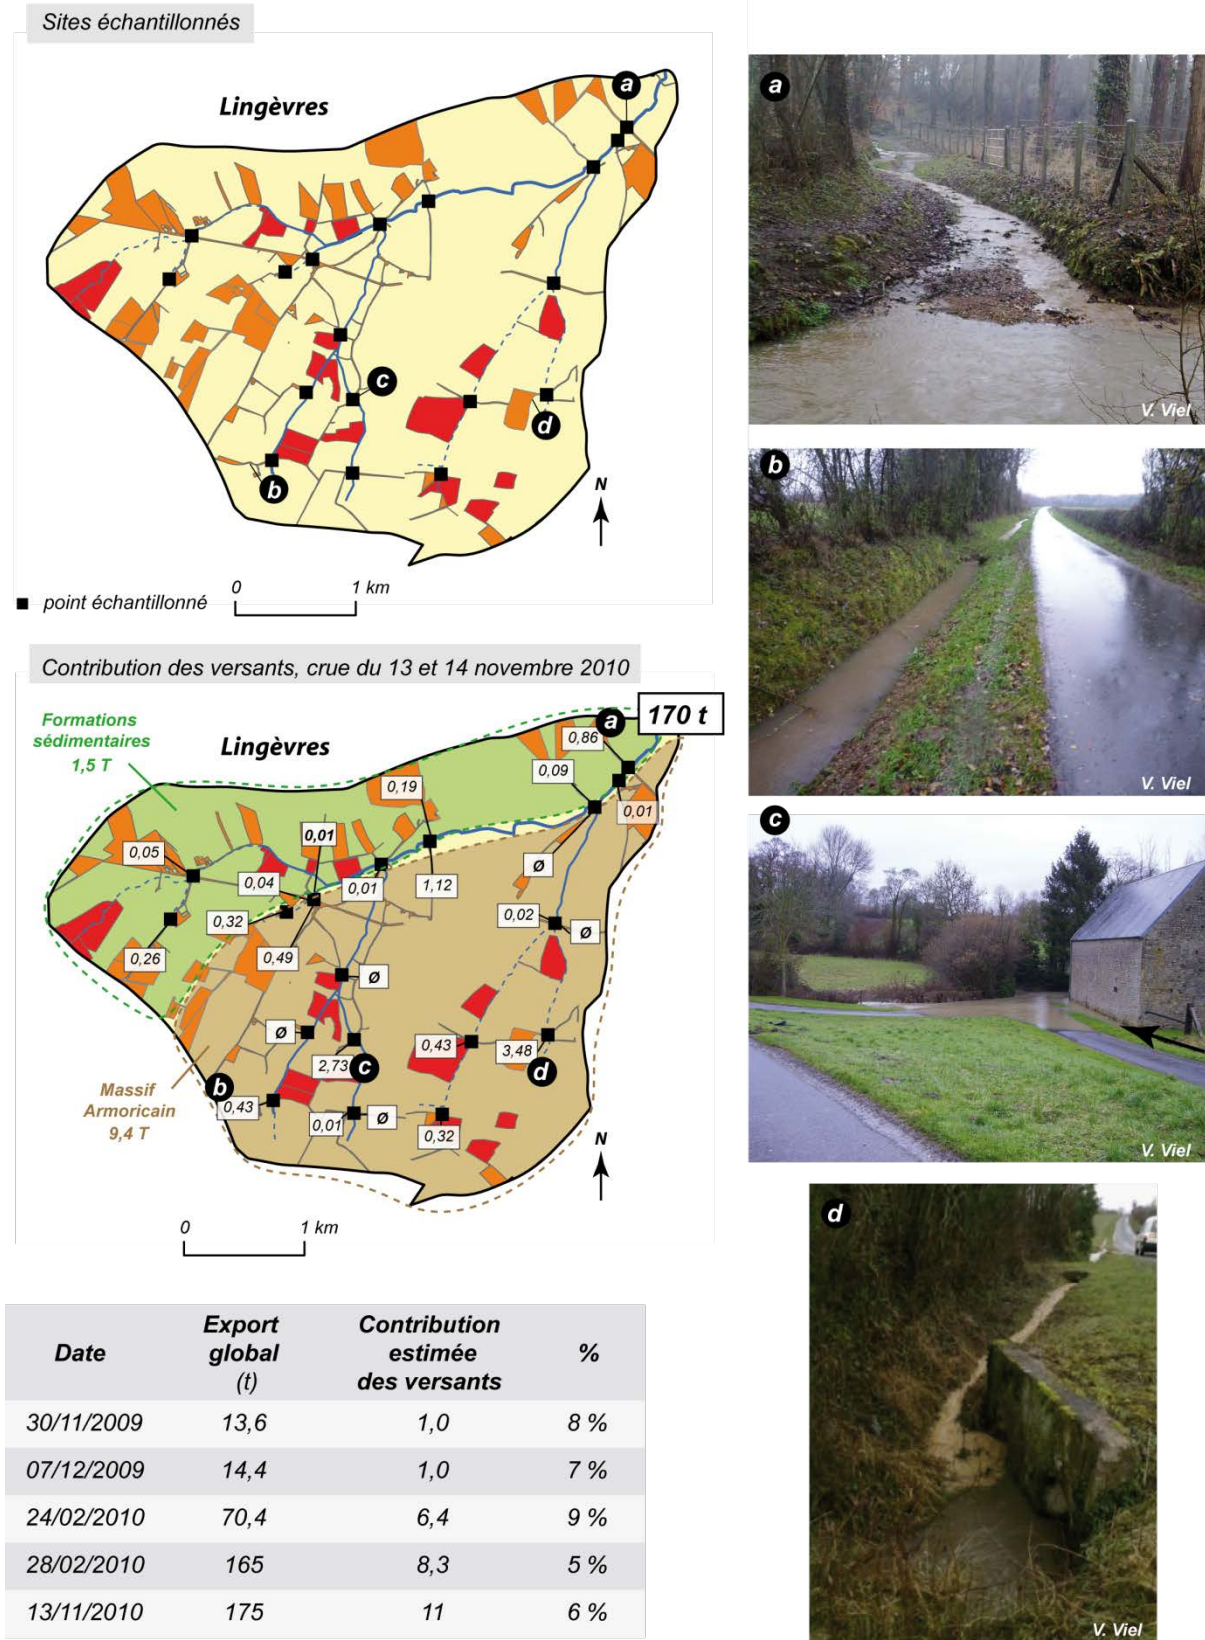 Sites échantillonnés
Lingèvres
a
b
c
d
N
0 1 km
point échantillonné
Contribution des versants, crue du 13 et 14 novembre 2010
Formations
sédimentaires
1,5 T
Lingèvres
a
170 t
0,86
0,09
0,19
0,01
0,01
0,05
0,04
0,01
1,12
Ø
0,32
0,02
Ø
0,26
0,49
Ø
Ø
0,43
3,48
2,73
c
d
Massif
Armoricain
9,4 T
b
0,43
0,01
Ø
0,32
N
0 1 km
Date Export global (t) Contribution estimée des versants %
30/11/2009 13,6 1,0 8 %
07/12/2009 14,4 1,0 7 %
24/02/2010 70,4 6,4 9 %
28/02/2010 165 8,3 5 %
13/11/2010 175 11 6 %
a
V. Viel
b
V. Viel
c
V. Viel
d
V. Viel